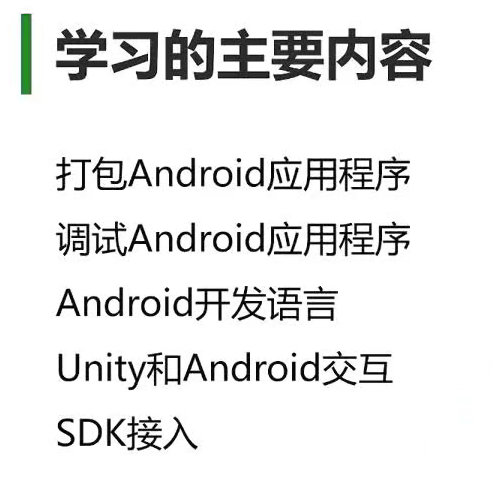 学习的主要内容
打包Android应用程序
调试Android应用程序
Android开发语言
Unity和Android交互
SDK接入